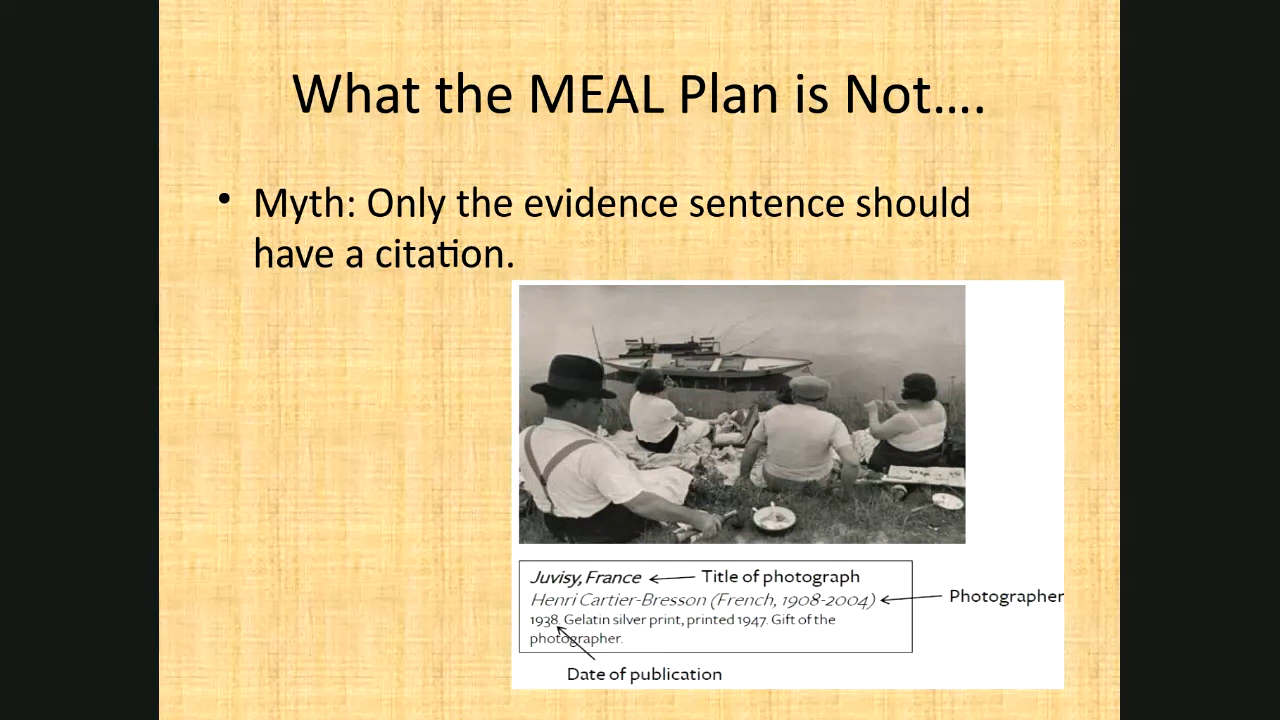 What the MEAL Plan is Not….
• Myth: Only the evidence sentence should
have a citation.
Juvisy, France
Title of photograph
Henri Cartier-Bresson (French, 1908-2004)
Photographer
1938. Gelatin silver print, printed 1947. Gift of the
photographer.
Date of publication